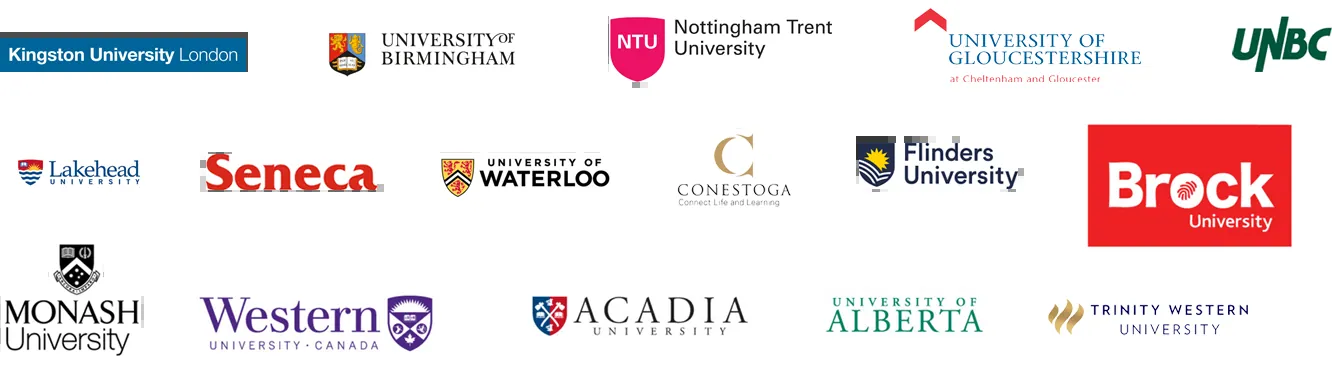 Kingston University London
UNIVERSITY OF
BIRMINGHAM
NTU
Nottingham Trent
University
UNIVERSITY OF
GLOUCESTERSHIRE
at Cheltenham and Gloucester
UNBC
Lakehead
UNIVERSITY
Seneca
UNIVERSITY OF
WATERLOO
C
CONESTOGA
Connect Life and Learning
Flinders
University
Brock
University
MONASH
University
Western
UNIVERSITY · CANADA
ACADIA
UNIVERSITY
UNIVERSITY OF
ALBERTA
TRINITY WESTERN
UNIVERSITY